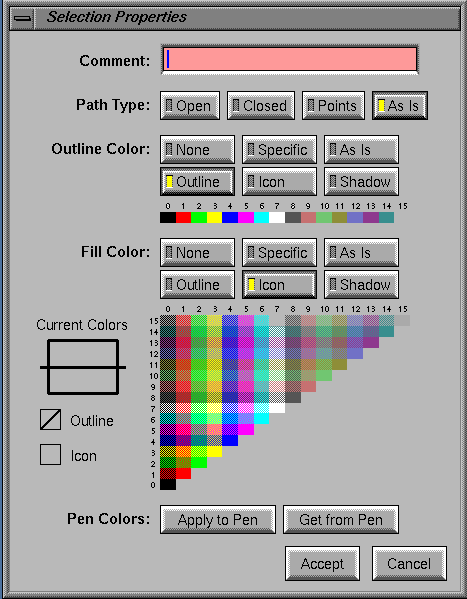 Selection Properties
Comment:
Path Type: Open Closed Points As Is
Outline Color: None Specific As Is
Outline Icon Shadow
0 1 2 3 4 5 6 7 8 9 10 11 12 13 14 15
Fill Color: None Specific As Is
Outline Icon Shadow
0 1 2 3 4 5 6 7 8 9 10 11 12 13 14 15
Current Colors
15
14
13
12
11
10
9
8
7
6
5
4
3
2
1
0
Outline
Icon
Pen Colors: Apply to Pen Get from Pen
Accept Cancel